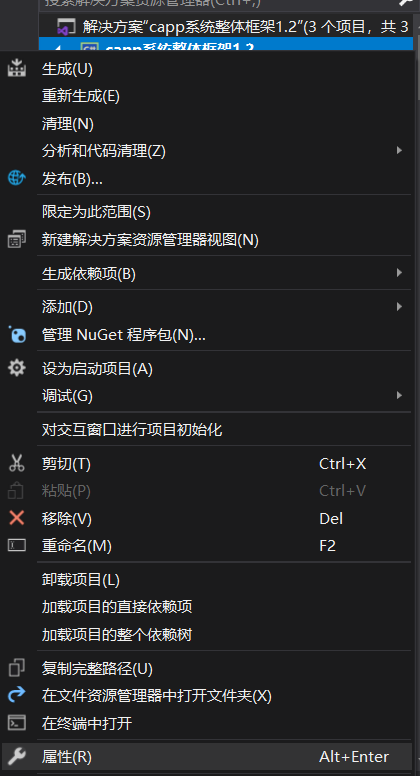 搜索解决方案资源管理器(Ctrl+;)
解决方案“capp系统整体框架1.2”(3 个项目，共 3
capp系统整体框架1.2
生成(U)
重新生成(E)
清理(N)
分析和代码清理(Z)
发布(B)...
限定为此范围(S)
新建解决方案资源管理器视图(N)
生成依赖项(B)
添加(D)
管理 NuGet 程序包(N)...
设为启动项目(A)
调试(G)
对交互窗口进行项目初始化
剪切(T) Ctrl+X
粘贴(P) Ctrl+V
移除(V) Del
重命名(M) F2
卸载项目(L)
加载项目的直接依赖项
加载项目的整个依赖树
复制完整路径(U)
在文件资源管理器中打开文件夹(X)
在终端中打开
属性(R) Alt+Enter